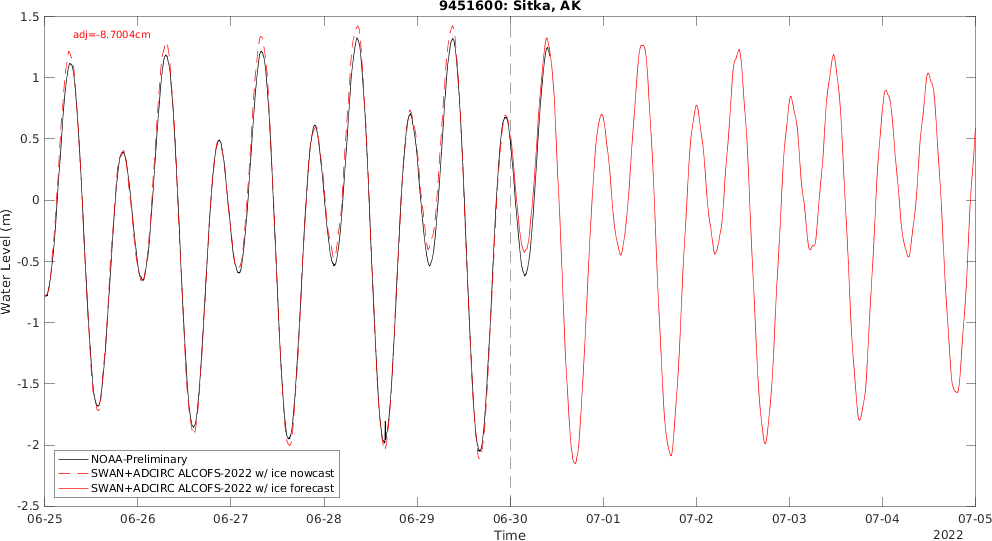 9451600: Sitka, AK
adj=-8.7004cm
1.5
1
0.5
0
-0.5
-1
-1.5
-2
-2.5
Water Level (m)
NOAA-Preliminary
SWAN+ADCIRC ALCOFS-2022 w/ ice nowcast
SWAN+ADCIRC ALCOFS-2022 w/ ice forecast
06-25 06-26 06-27 06-28 06-29 06-30 07-01 07-02 07-03 07-04 07-05
Time
2022